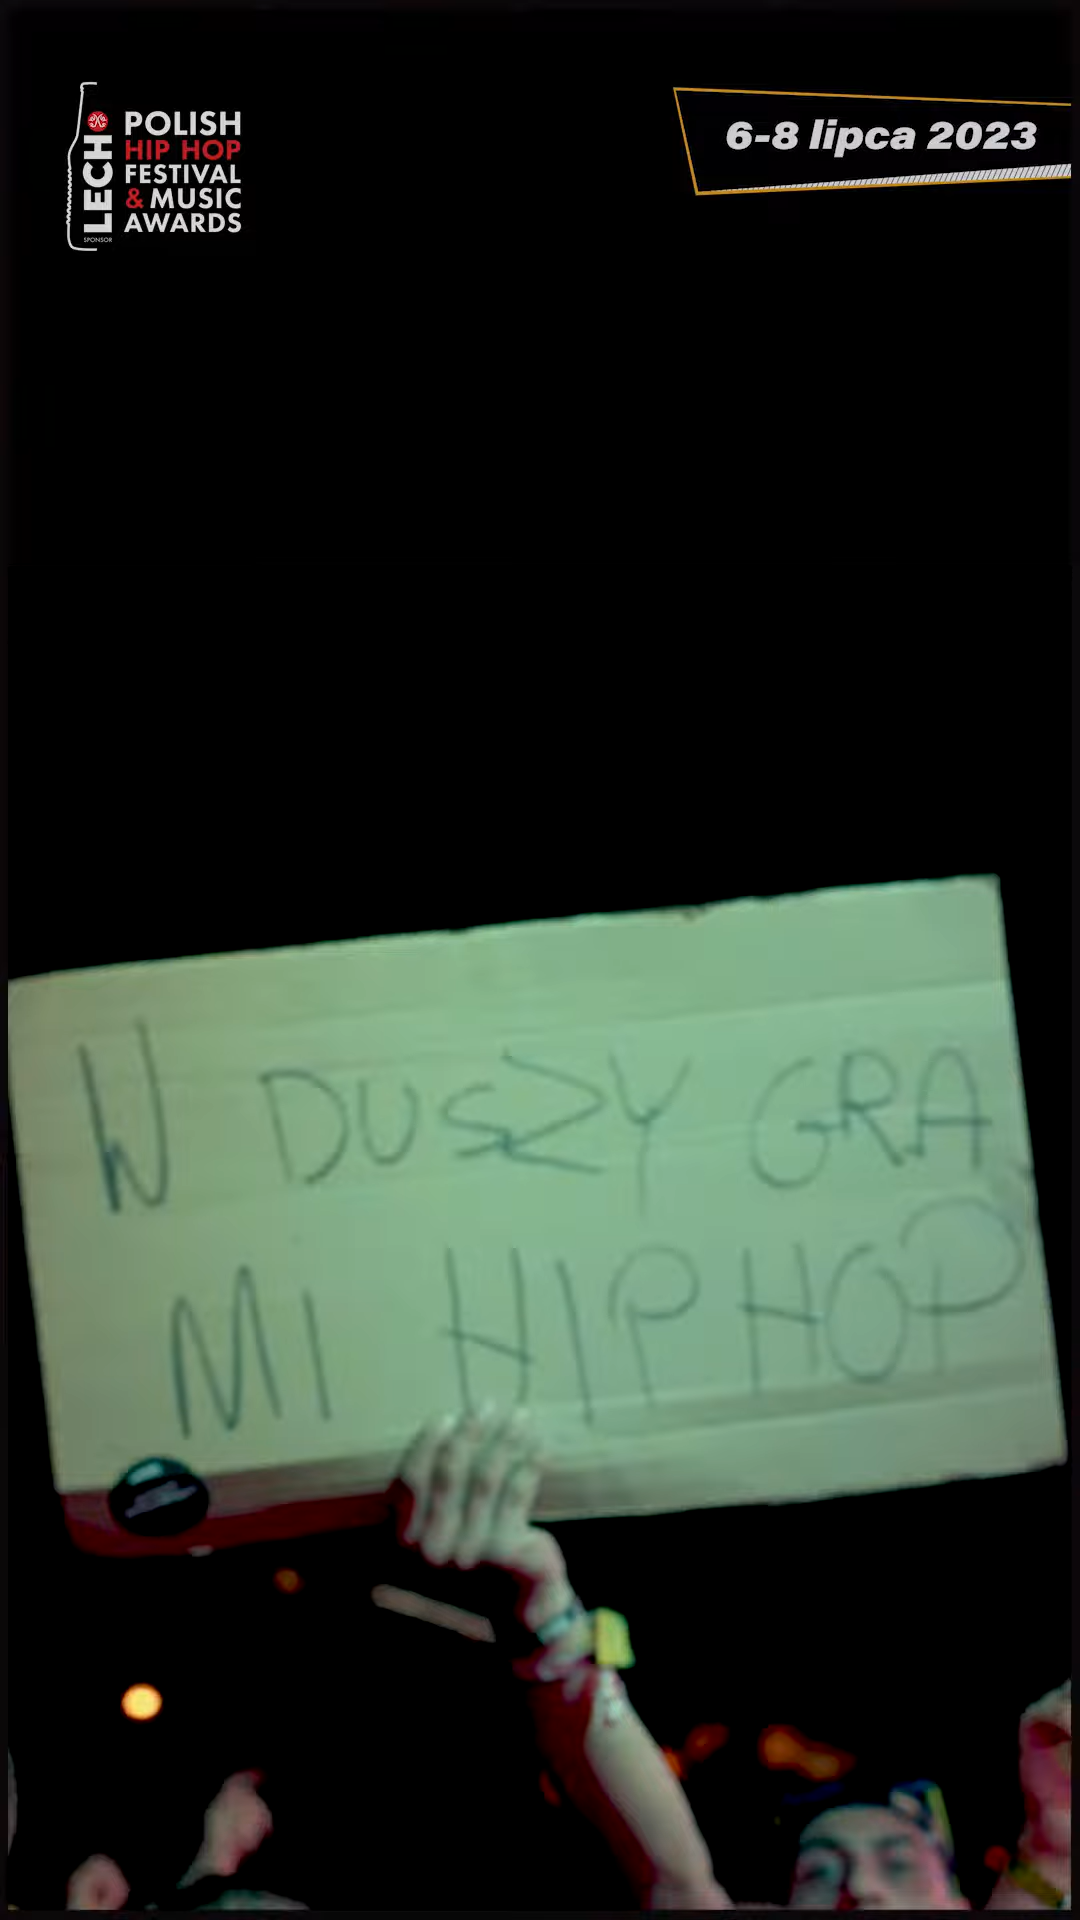 LECH
SPONSOR
POLISH
HIP HOP
FESTIVAL
& MUSIC
AWARDS
6-8 lipca 2023
W DUSZY GRA
MI HIPHOP